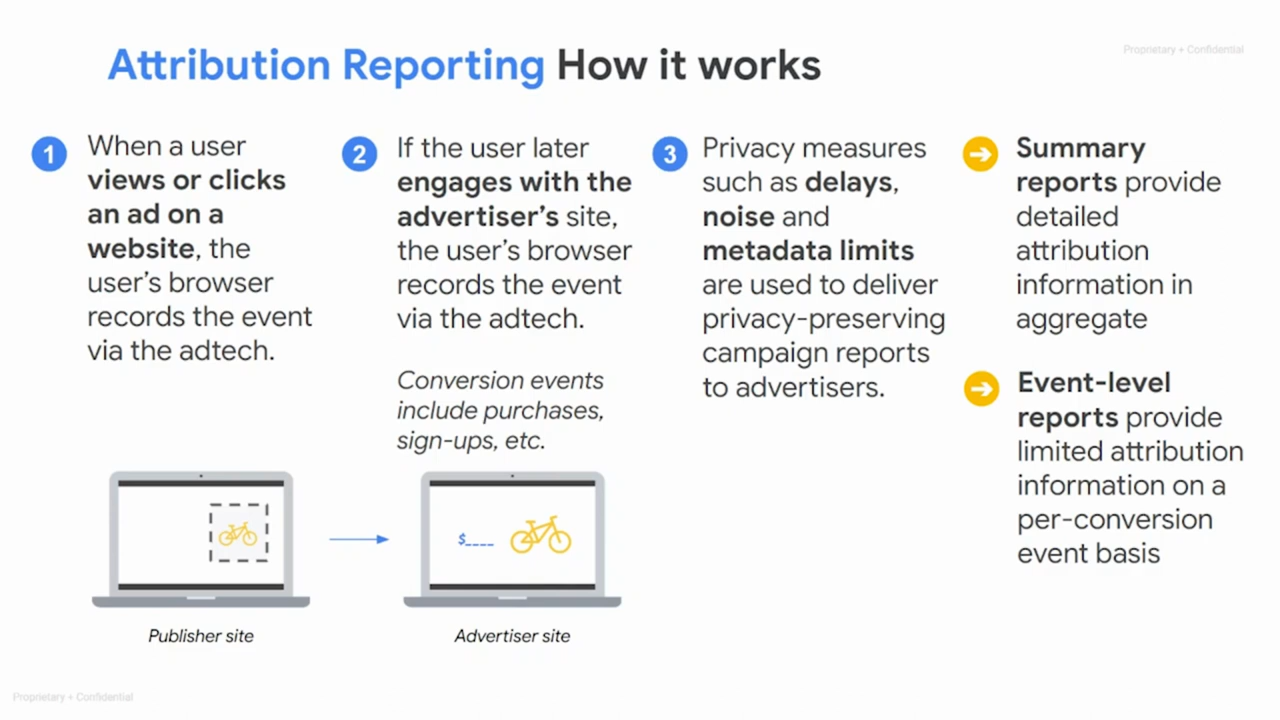 Attribution Reporting How it works
Proprietary + Confidential
1
When a user
views or clicks
an ad on a
website, the
user's browser
records the event
via the adtech.
2
If the user later
engages with the
advertiser's site,
the user's browser
records the event
via the adtech.
Conversion events
include purchases,
sign-ups, etc.
3
Privacy measures
such as delays,
noise and
metadata limits
are used to deliver
privacy-preserving
campaign reports
to advertisers.
Summary
reports provide
detailed
attribution
information in
aggregate
Event-level
reports provide
limited attribution
information on a
per-conversion
event basis
$____
Publisher site
Advertiser site
Proprietary + Confidential